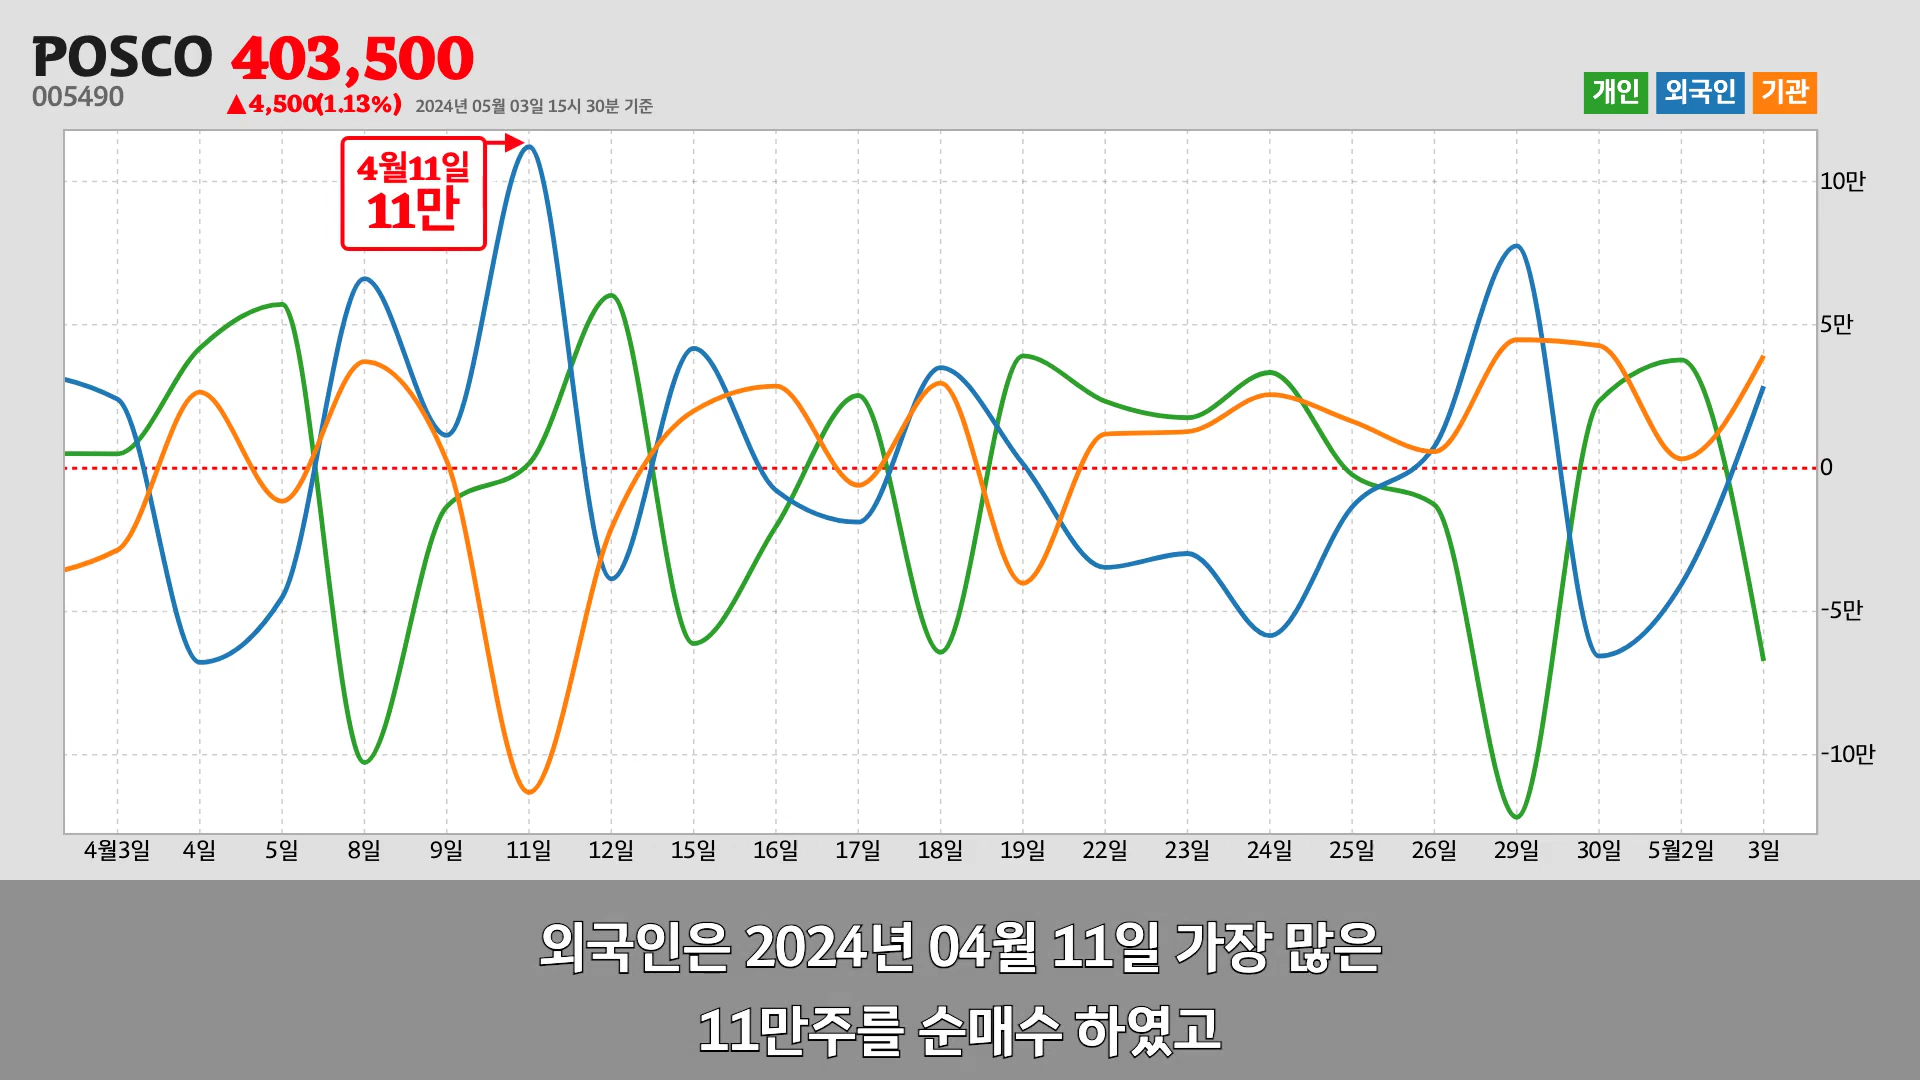 POSCO 403,500
005490
▲4,500(1.13%) 2024년 05월 03일 15시 30분 기준
개인 외국인 기관
4월11일
11만
10만
5만
0
-5만
-10만
4월3일 4일 5일 8일 9일 11일 12일 15일 16일 17일 18일 19일 22일 23일 24일 25일 26일 29일 30일 5월2일 3일
외국인은 2024년 04월 11일 가장 많은
11만주를 순매수 하였고